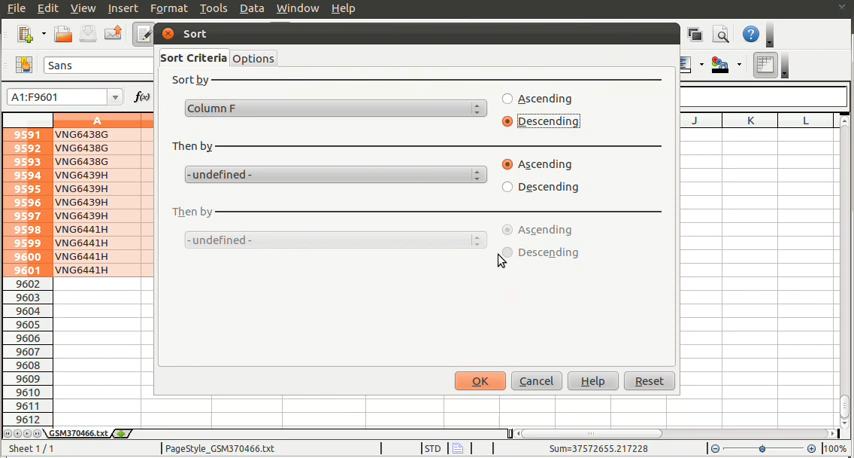 File Edit View Insert Format Tools Data Window Help
Sort
Sans
Sort Criteria Options
A1:F9601 f(x)
Sort by
Column F
Ascending
Descending
Then by
- undefined -
Ascending
Descending
Then by
- undefined -
Ascending
Descending
OK Cancel Help Reset
A J K L
9591 VNG6438G
9592 VNG6438G
9593 VNG6438G
9594 VNG6439H
9595 VNG6439H
9596 VNG6439H
9597 VNG6439H
9598 VNG6441H
9599 VNG6441H
9600 VNG6441H
9601 VNG6441H
9602
9603
9604
9605
9606
9607
9608
9609
9610
9611
9612
GSM370466.txt
Sheet 1 / 1 PageStyle_GSM370466.txt STD Sum=37572655.217228 100%